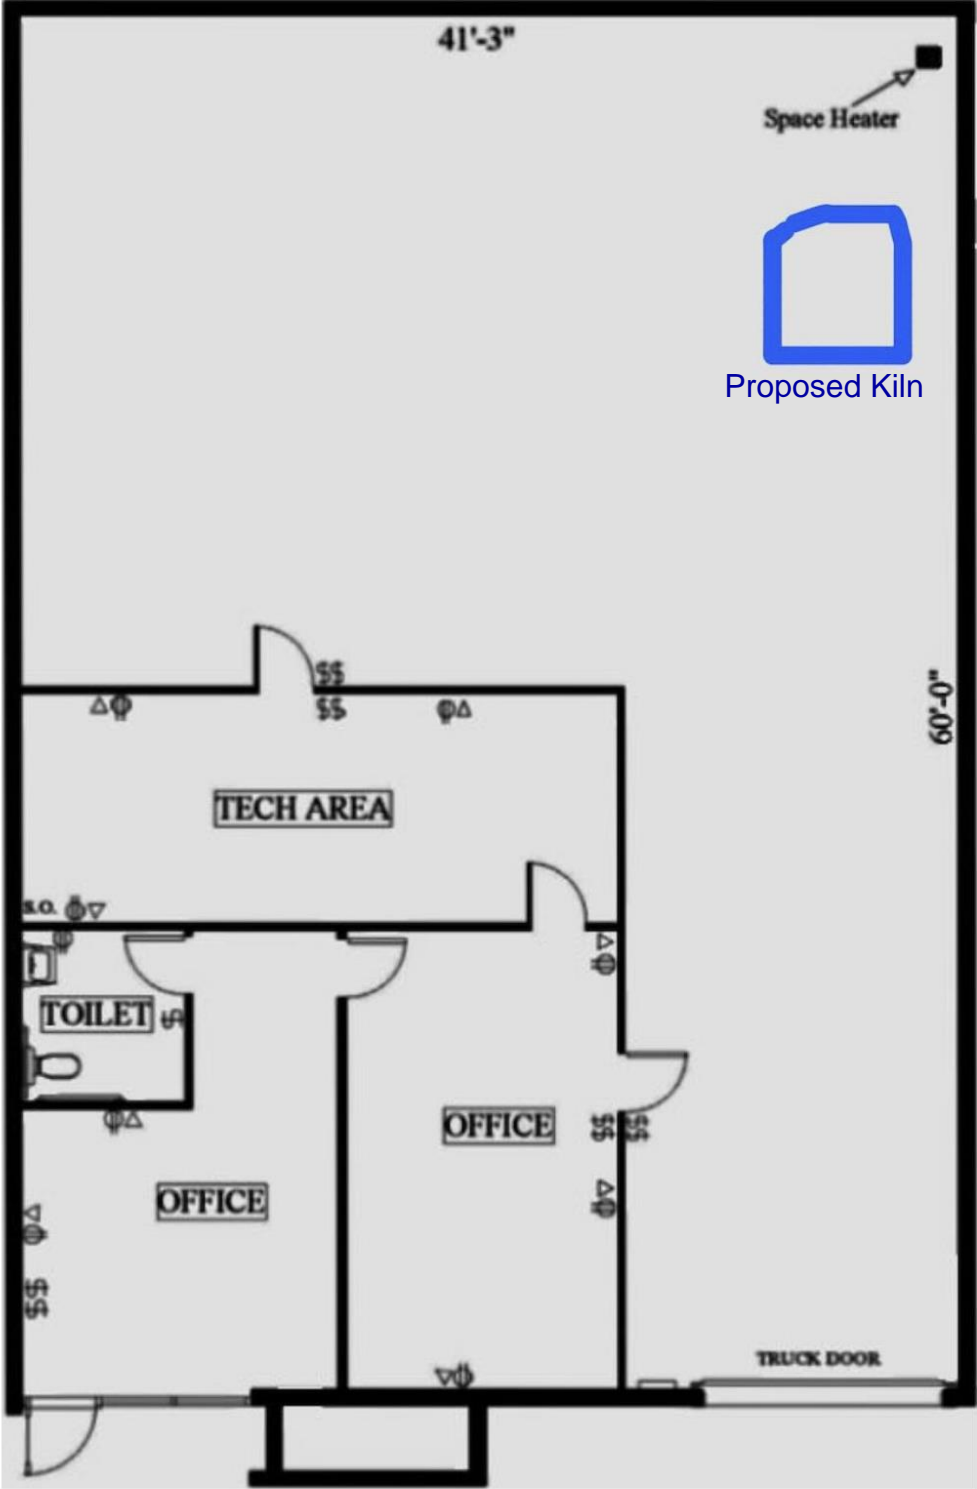 41'-3"
Space Heater
Proposed Kiln
60'-0"
$$
$$
TECH AREA
S.O.
TOILET
$
OFFICE
$$ $$
OFFICE
$$
TRUCK DOOR